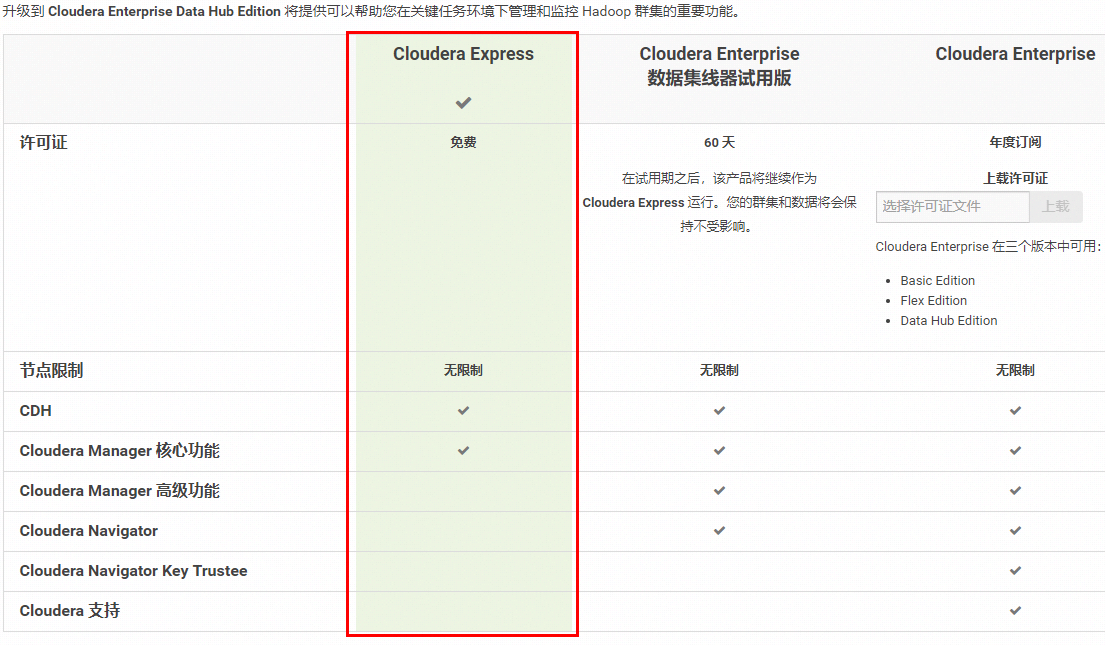 升级到 Cloudera Enterprise Data Hub Edition 将提供可以帮助您在关键任务环境下管理和监控 Hadoop 群集的重要功能。
Cloudera Express
Cloudera Enterprise
数据集线器试用版
Cloudera Enterprise
许可证
免费
60 天
在试用期之后，该产品将继续作为
Cloudera Express 运行。您的群集和数据将会保
持不受影响。
年度订阅
上载许可证
选择许可证文件
上载
Cloudera Enterprise 在三个版本中可用：
Basic Edition
Flex Edition
Data Hub Edition
节点限制
无限制
无限制
无限制
CDH
Cloudera Manager 核心功能
Cloudera Manager 高级功能
Cloudera Navigator
Cloudera Navigator Key Trustee
Cloudera 支持